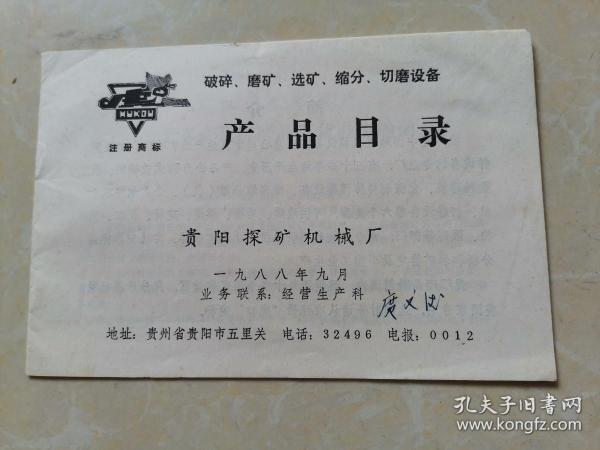 破碎、磨矿、选矿、缩分、切磨设备
注册商标
产品目录
贵阳探矿机械厂
一九八八年九月
业务联系：经营生产科
地址：贵州省贵阳市五里关 电话：32496 电报：0012
孔夫子旧书网
www.kongfz.com